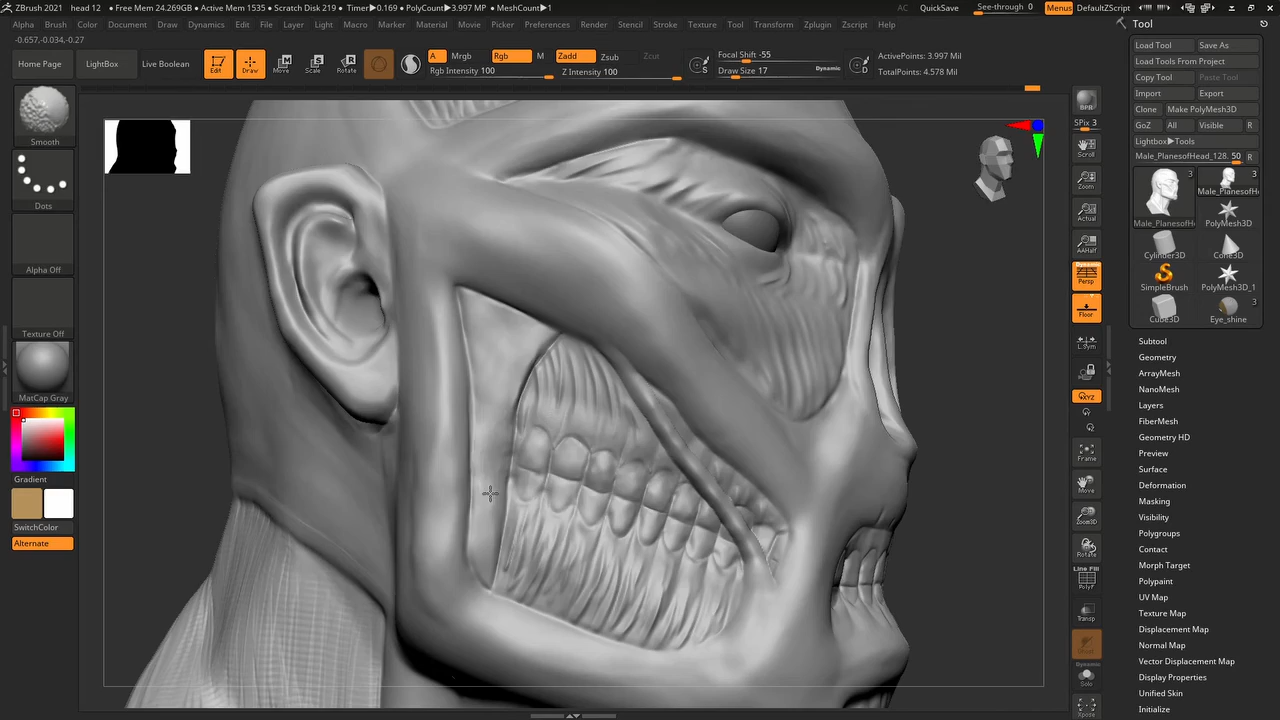 ZBrush 2021 head 12 • Free Mem 24.269GB • Active Mem 1535 • Scratch Disk 219 • Timer▶0.169 • PolyCount▶3.997 MP • MeshCount▶1
AC QuickSave See-through 0 Menus DefaultZScript
Alpha Brush Color Document Draw Dynamics Edit File Layer Light Macro Marker Material Movie Picker Preferences Render Stencil Stroke Texture Tool Transform Zplugin Zscript Help
Tool
-0.657,-0.034,-0.27
Load Tool Save As
Load Tools From Project
Copy Tool Paste Tool
Import Export
Clone Make PolyMesh3D
GoZ All Visible R
Lightbox▶Tools
Male_PlanesofHead_128. 50 R
3 3
Male_PlanesofHe
Male_PlanesofH PolyMesh3D
Cylinder3D Cone3D
SimpleBrush PolyMesh3D_1
3
Cube3D Eye_shine
Home Page LightBox Live Boolean
Edit Draw Move Scale Rotate
A Mrgb Rgb M Zadd Zsub Zcut
Rgb Intensity 100 Z Intensity 100
S
Focal Shift -55
Draw Size 17 Dynamic
D
ActivePoints: 3.997 Mil
TotalPoints: 4.578 Mil
Smooth
Dots
Alpha Off
Texture Off
MatCap Gray
Gradient
SwitchColor
Alternate
BPR
SPix 3
Scroll
Zoom
Actual
AAHalf
Dynamic
Persp
Floor
L.Sym
XYZ
Frame
Move
Zoom3D
Rotate
Line Fill
PolyF
Transp
Dynamic
Solo
Xpose
Subtool
Geometry
ArrayMesh
NanoMesh
Layers
FiberMesh
Geometry HD
Preview
Surface
Deformation
Masking
Visibility
Polygroups
Contact
Morph Target
Polypaint
UV Map
Texture Map
Displacement Map
Normal Map
Vector Displacement Map
Display Properties
Unified Skin
Initialize